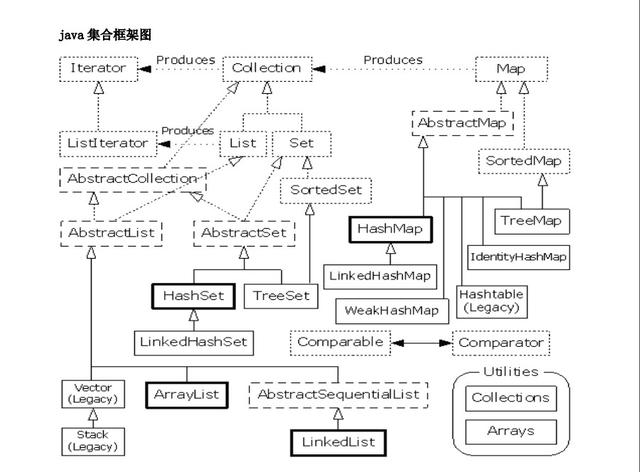 java 集合框架图
Iterator
Produces
Collection
Produces
Map
AbstractMap
ListIterator
Produces
List
Set
SortedMap
AbstractCollection
SortedSet
AbstractList
AbstractSet
HashMap
TreeMap
IdentityHashMap
LinkedHashMap
HashSet
TreeSet
WeakHashMap
Hashtable
(Legacy)
LinkedHashSet
Comparable
Comparator
Utilities
Vector
(Legacy)
ArrayList
AbstractSequentialList
Collections
Stack
(Legacy)
LinkedList
Arrays